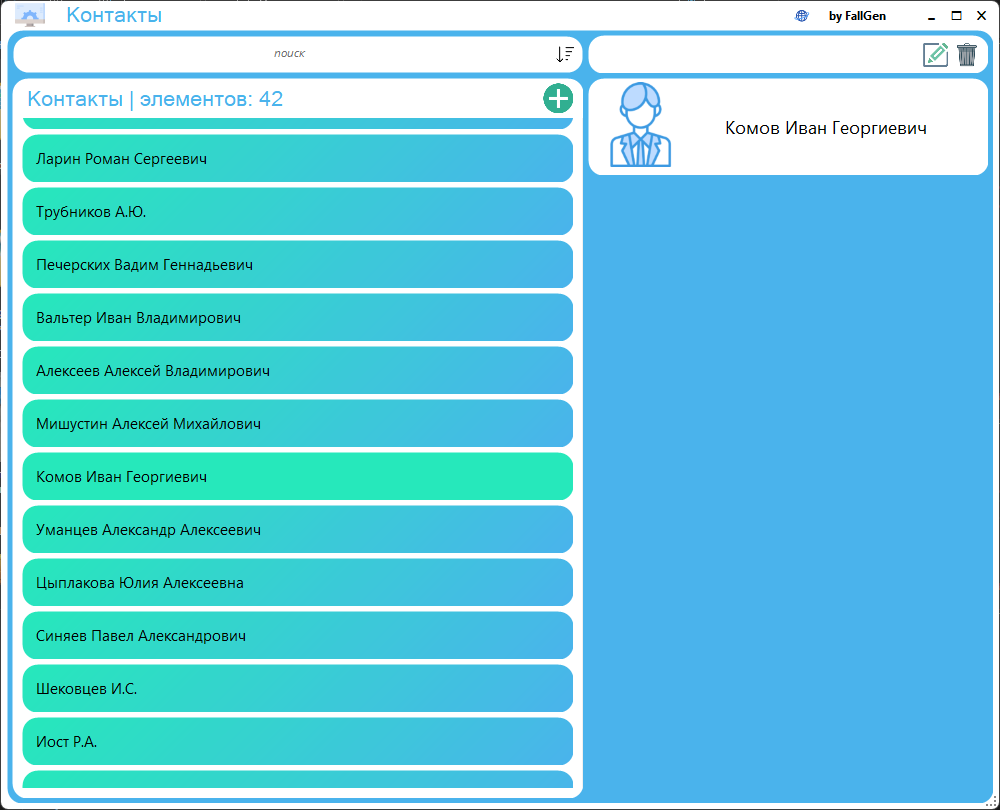 Контакты
by FallGen
поиск
Контакты | элементов: 42
Ларин Роман Сергеевич
Трубников А.Ю.
Печерских Вадим Геннадьевич
Вальтер Иван Владимирович
Алексеев Алексей Владимирович
Мишустин Алексей Михайлович
Комов Иван Георгиевич
Уманцев Александр Алексеевич
Цыплакова Юлия Алексеевна
Синяев Павел Александрович
Шековцев И.С.
Иост Р.А.
Комов Иван Георгиевич